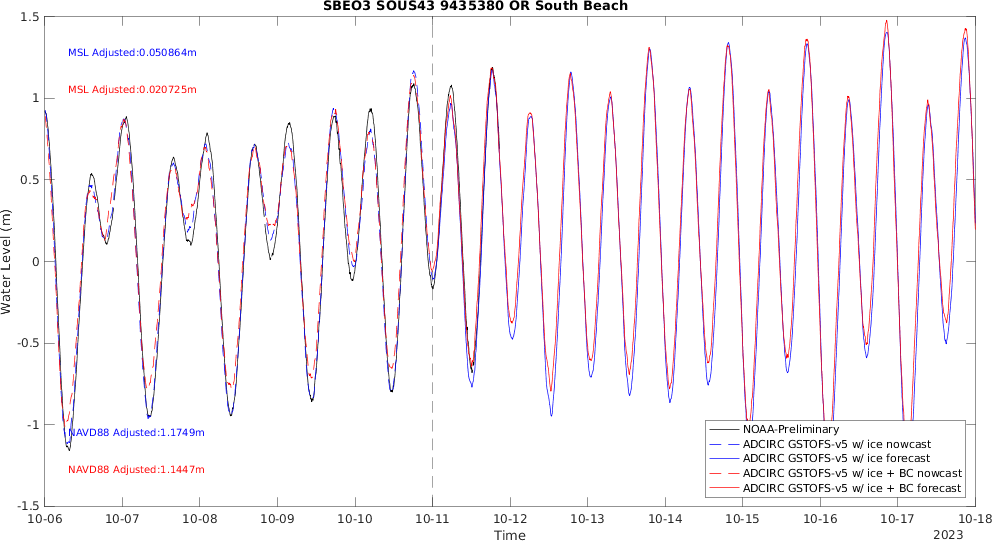 SBEO3 SOUS43 9435380 OR South Beach
1.5
MSL Adjusted:0.050864m
MSL Adjusted:0.020725m
1
0.5
0
Water Level (m)
-0.5
-1
NAVD88 Adjusted:1.1749m
NAVD88 Adjusted:1.1447m
-1.5
NOAA-Preliminary
ADCIRC GSTOFS-v5 w/ ice nowcast
ADCIRC GSTOFS-v5 w/ ice forecast
ADCIRC GSTOFS-v5 w/ ice + BC nowcast
ADCIRC GSTOFS-v5 w/ ice + BC forecast
10-06 10-07 10-08 10-09 10-10 10-11 10-12 10-13 10-14 10-15 10-16 10-17 10-18
Time
2023